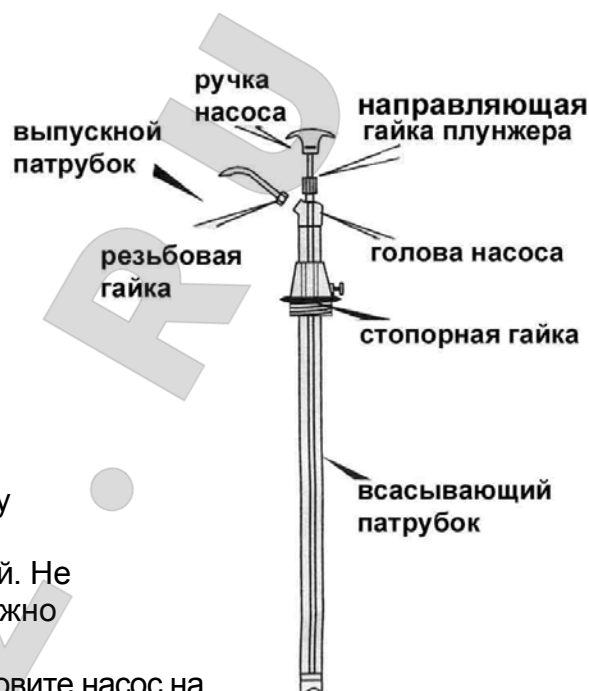 ручка
насоса
направляющая
гайка плунжера
выпускной
патрубок
резьбовая
гайка
голова насоса
стопорная гайка
всасывающий
патрубок
у
й. Не
жно
овите насос на
R U